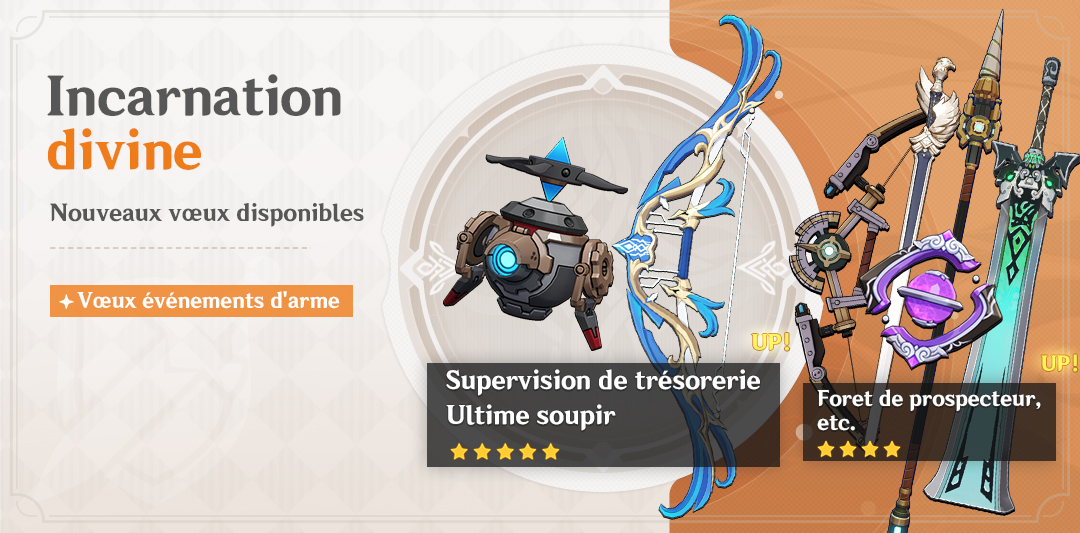 Incarnation
divine
Nouveaux vœux disponibles
Vœux événements d'arme
UP!
Supervision de trésorerie
Ultime soupir
UP!
Foret de prospecteur,
etc.